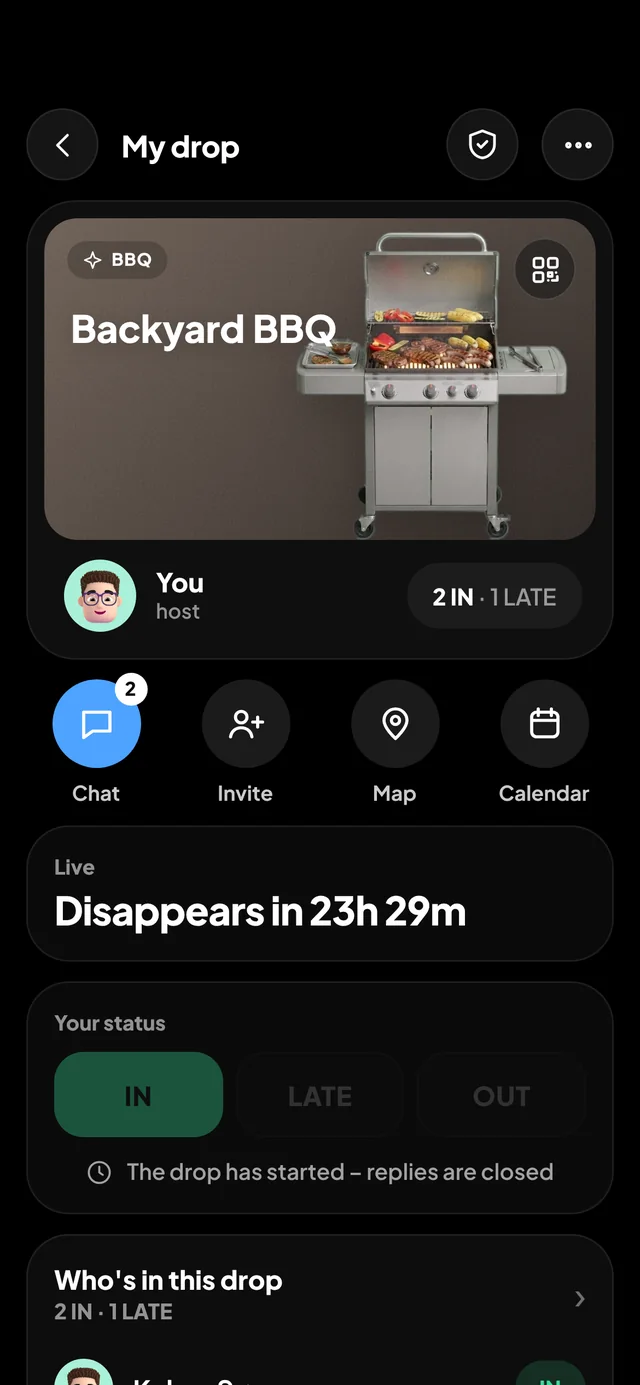 My drop
BBQ
Backyard BBQ
You
host
2 IN · 1 LATE
2
Chat
Invite
Map
Calendar
Live
Disappears in 23h 29m
Your status
IN
LATE
OUT
The drop has started – replies are closed
Who's in this drop
2 IN · 1 LATE
IN